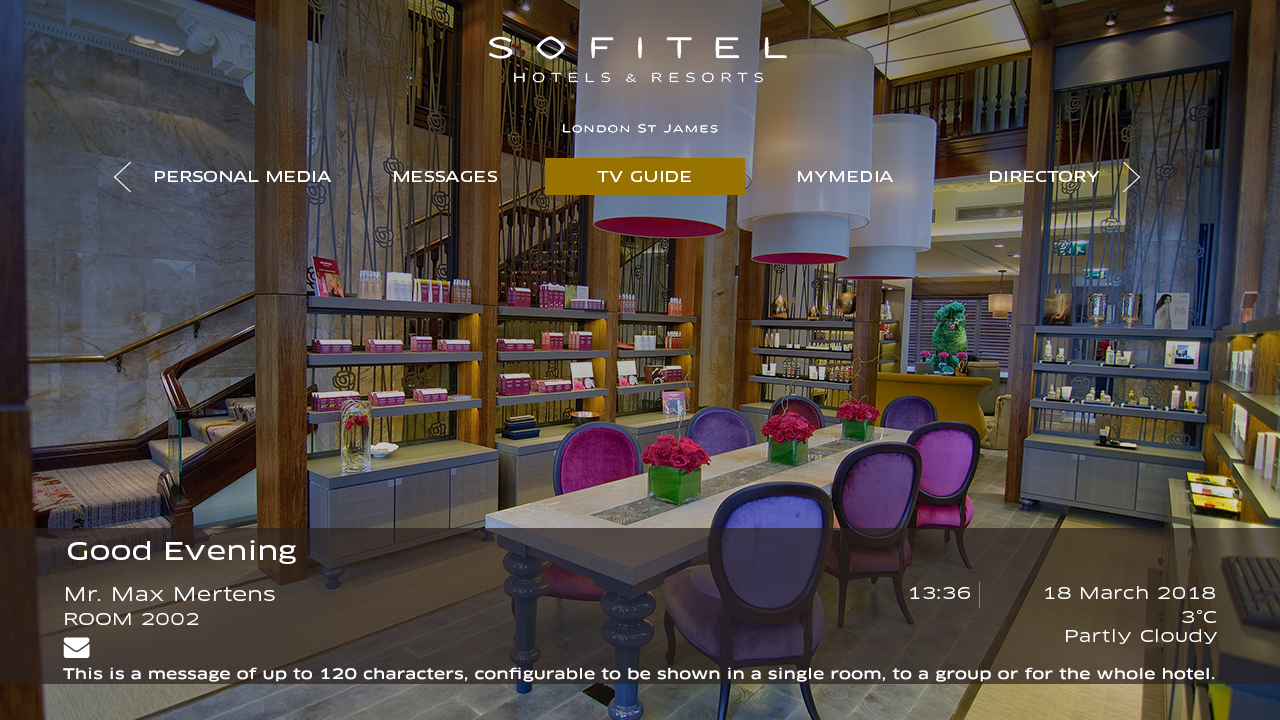 SOFITEL
HOTELS & RESORTS
LONDON ST JAMES
PERSONAL MEDIA MESSAGES TV GUIDE MYMEDIA DIRECTORY
Good Evening
Mr. Max Mertens
13:36
18 March 2018
ROOM 2002
3°C
Partly Cloudy
This is a message of up to 120 characters, configurable to be shown in a single room, to a group or for the whole hotel.